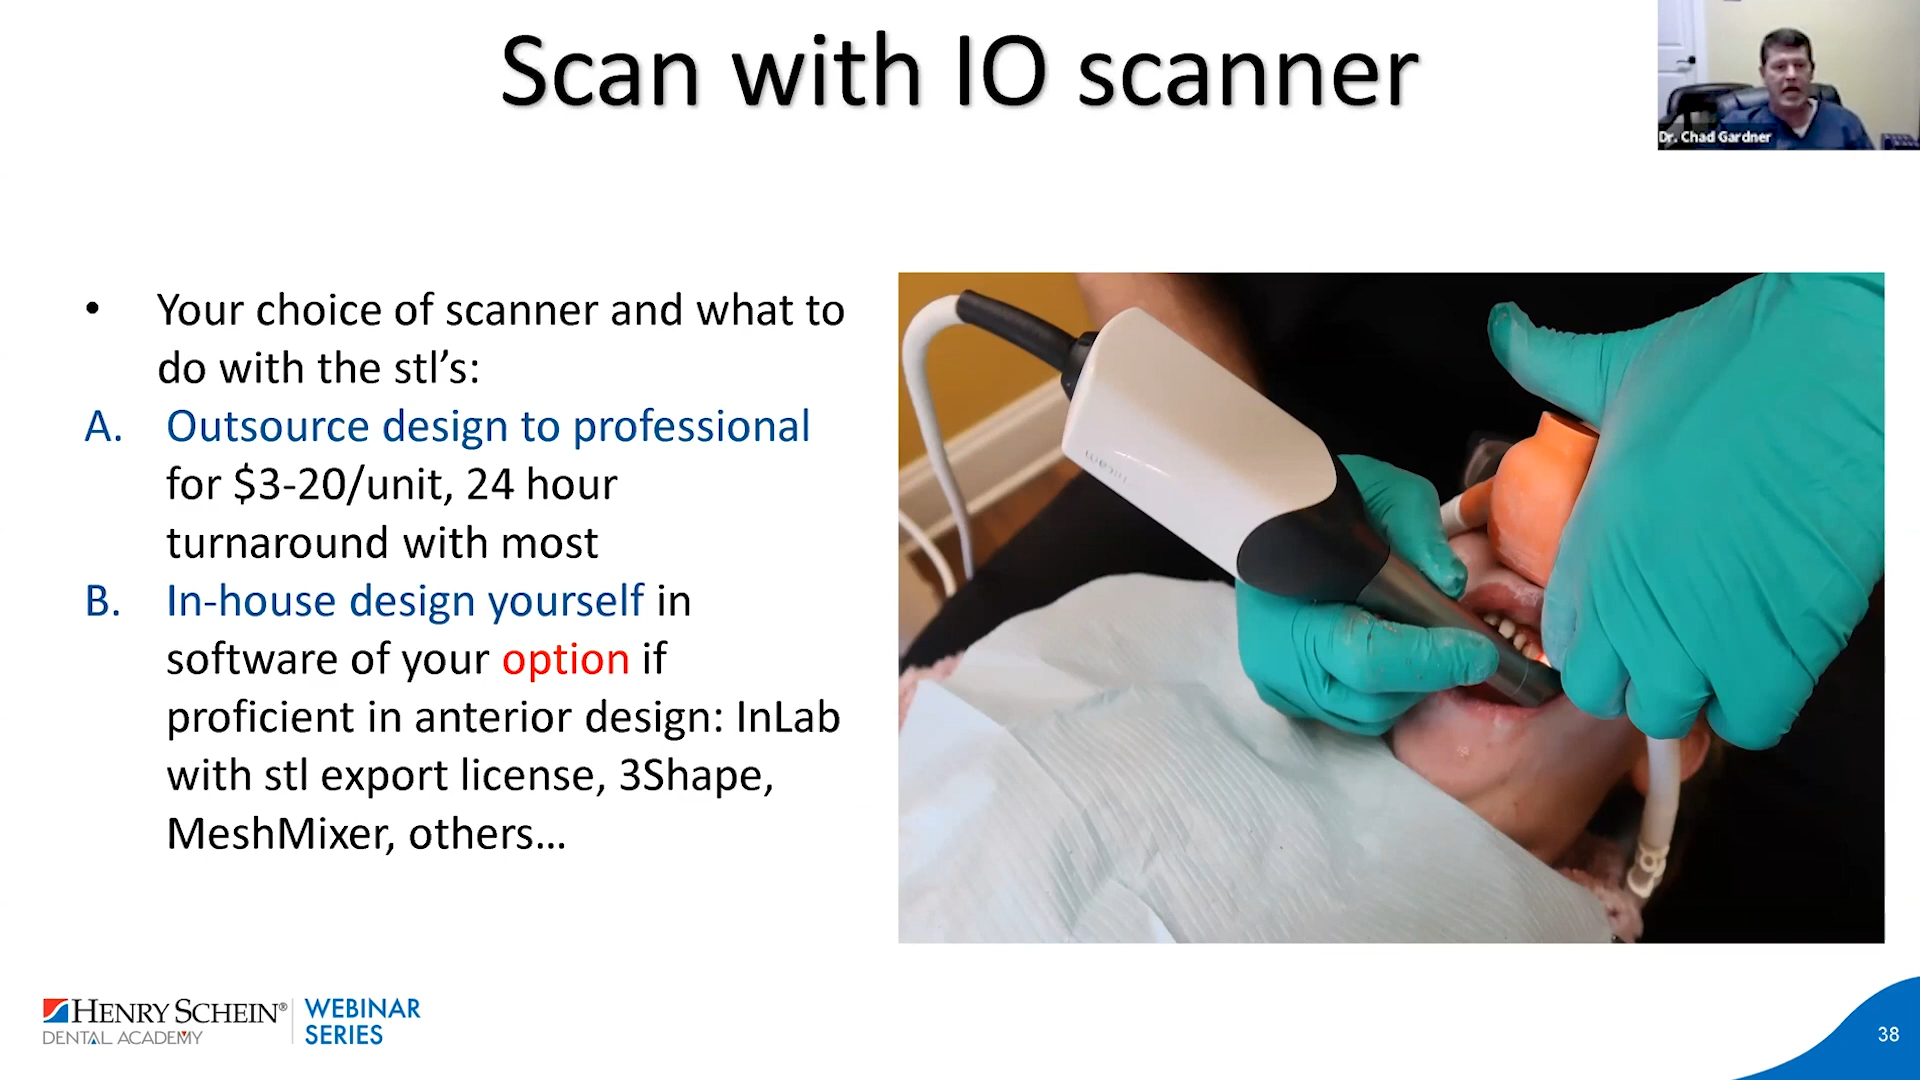 Scan with IO scanner
Dr. Chad Gardner
• Your choice of scanner and what to
do with the stl’s:
A. Outsource design to professional
for $3-20/unit, 24 hour
turnaround with most
B. In-house design yourself in
software of your option if
proficient in anterior design: InLab
with stl export license, 3Shape,
MeshMixer, others…
HENRY SCHEIN®
DENTAL ACADEMY
WEBINAR
SERIES
38